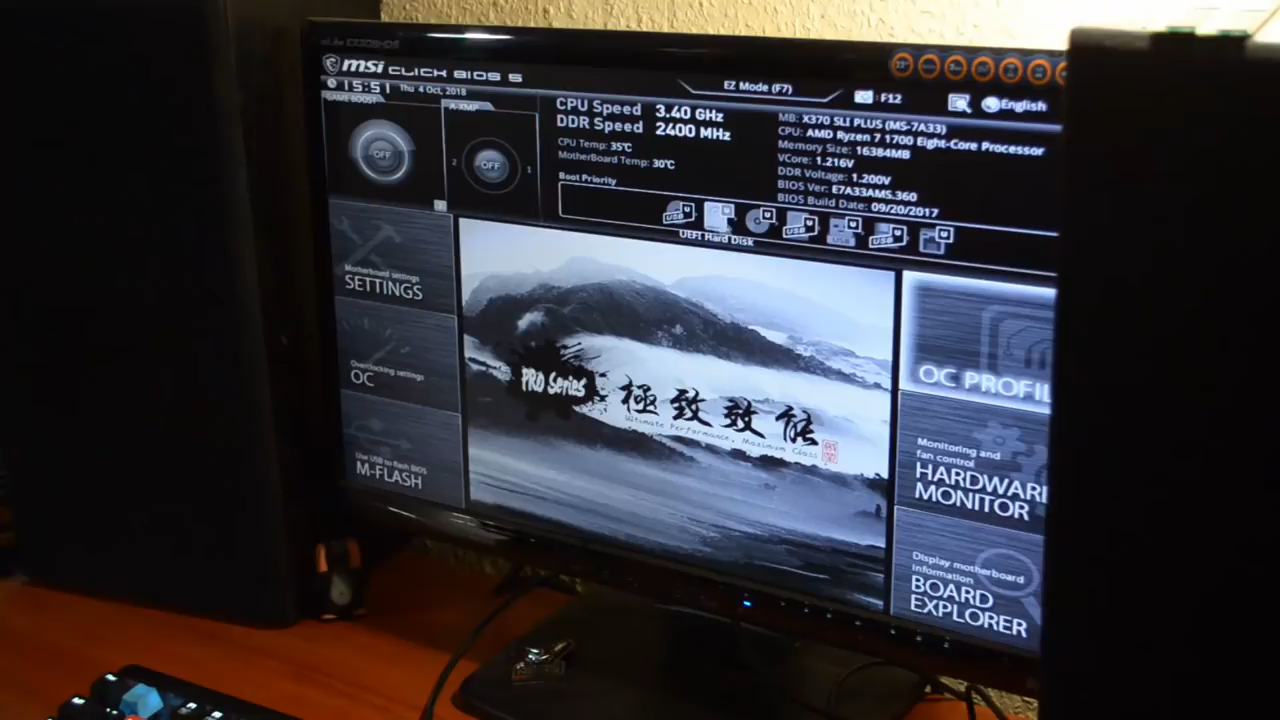 msi CLICK BIOS 5
15:51 Thu 4 Oct, 2018
EZ Mode (F7)
: F12
English
GAME BOOST
OFF
A-XMP
2 OFF 1
CPU Speed 3.40 GHz
DDR Speed 2400 MHz
CPU Temp: 35℃
MotherBoard Temp: 30℃
MB: X370 SLI PLUS (MS-7A33)
CPU: AMD Ryzen 7 1700 Eight-Core Processor
Memory Size: 16384MB
VCore: 1.216V
DDR Voltage: 1.200V
BIOS Ver: E7A33AMS.360
BIOS Build Date: 09/20/2017
Boot Priority
USB U U U USB U USB U USB U U
UEFI Hard Disk
Motherboard settings
SETTINGS
Overclocking settings
OC
Use USB to flash BIOS
M-FLASH
PRO Series
極致效能
Ultimate Performance, Maximum Class
OC PROFIL
Monitoring and
fan control
HARDWAR
MONITOR
Display motherboard
information
BOARD
EXPLORER